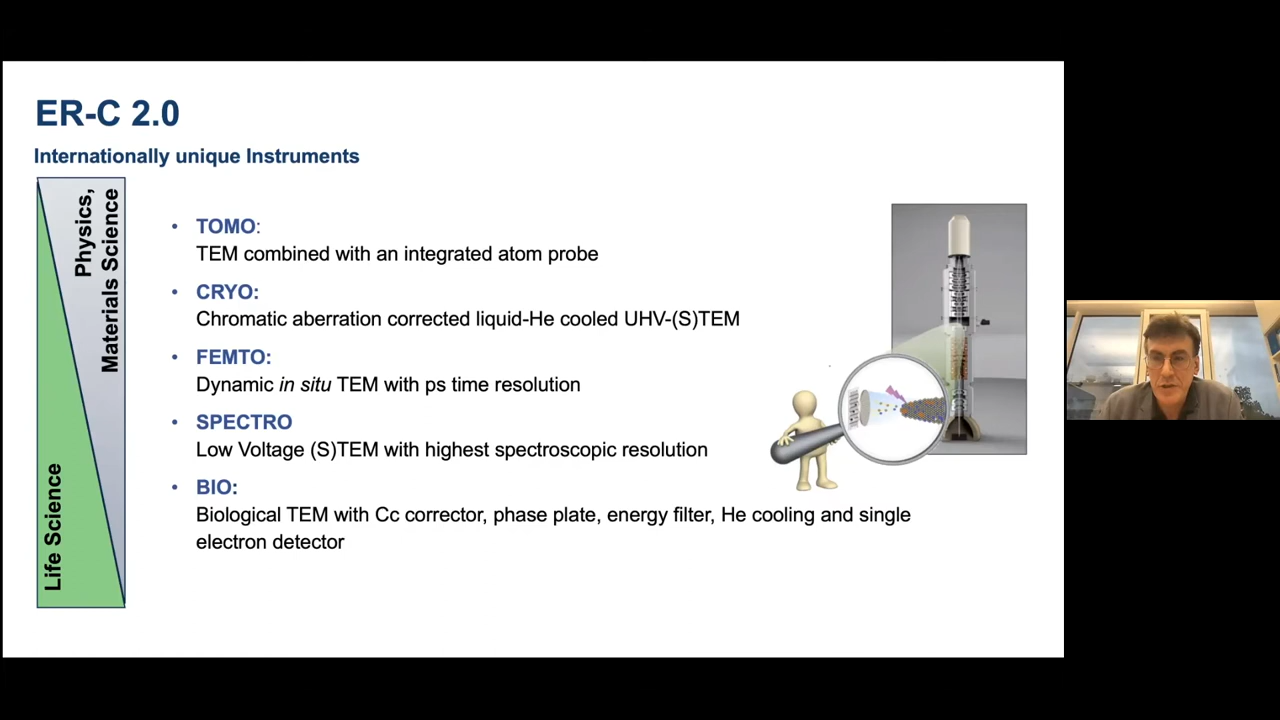 ER-C 2.0
Internationally unique Instruments
Physics,
Materials Science
Life Science
• TOMO:
TEM combined with an integrated atom probe
• CRYO:
Chromatic aberration corrected liquid-He cooled UHV-(S)TEM
• FEMTO:
Dynamic in situ TEM with ps time resolution
• SPECTRO
Low Voltage (S)TEM with highest spectroscopic resolution
• BIO:
Biological TEM with Cc corrector, phase plate, energy filter, He cooling and single
electron detector